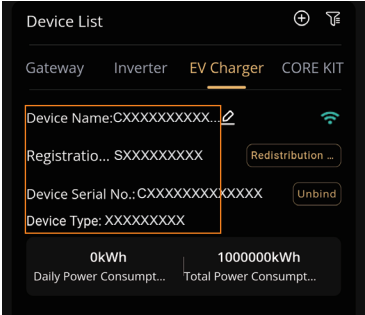 Device List
Gateway Inverter EV Charger CORE KIT
Device Name:CXXXXXXXXXX...
Registratio... SXXXXXXXXX Redistribution ...
Device Serial No.:CXXXXXXXXXXXXX Unbind
Device Type: XXXXXXXXX
0kWh 1000000kWh
Daily Power Consumpt... Total Power Consumpt...